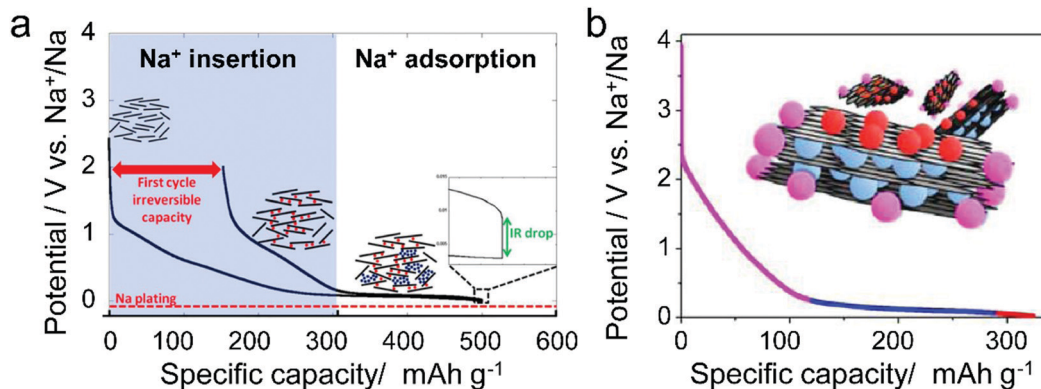 a
Na⁺ insertion
Na⁺ adsorption
Potential / V vs. Na⁺/Na
4
3
2
1
0
First cycle
irreversible
capacity
IR drop
Na plating
0 100 200 300 400 500 600
Specific capacity/ mAh g⁻¹
b
Potential / V vs. Na⁺/Na
4
3
2
1
0
0 100 200 300
Specific capacity/ mAh g⁻¹